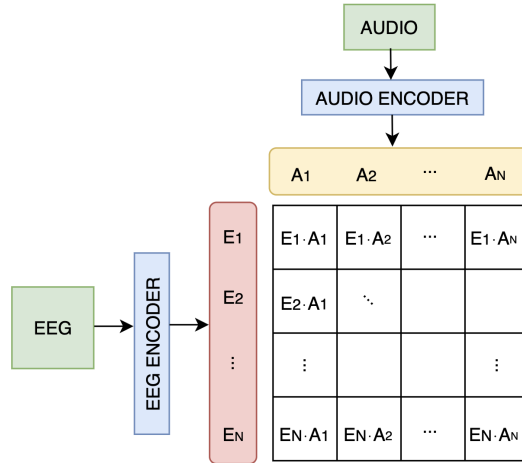 AUDIO
AUDIO ENCODER
A1 A2 ... AN
E1 E1·A1 E1·A2 ... E1·AN
E2 E2·A1 ⋱
EEG
EEG ENCODER
⋮ ⋮ ⋮
EN EN·A1 EN·A2 ... EN·AN